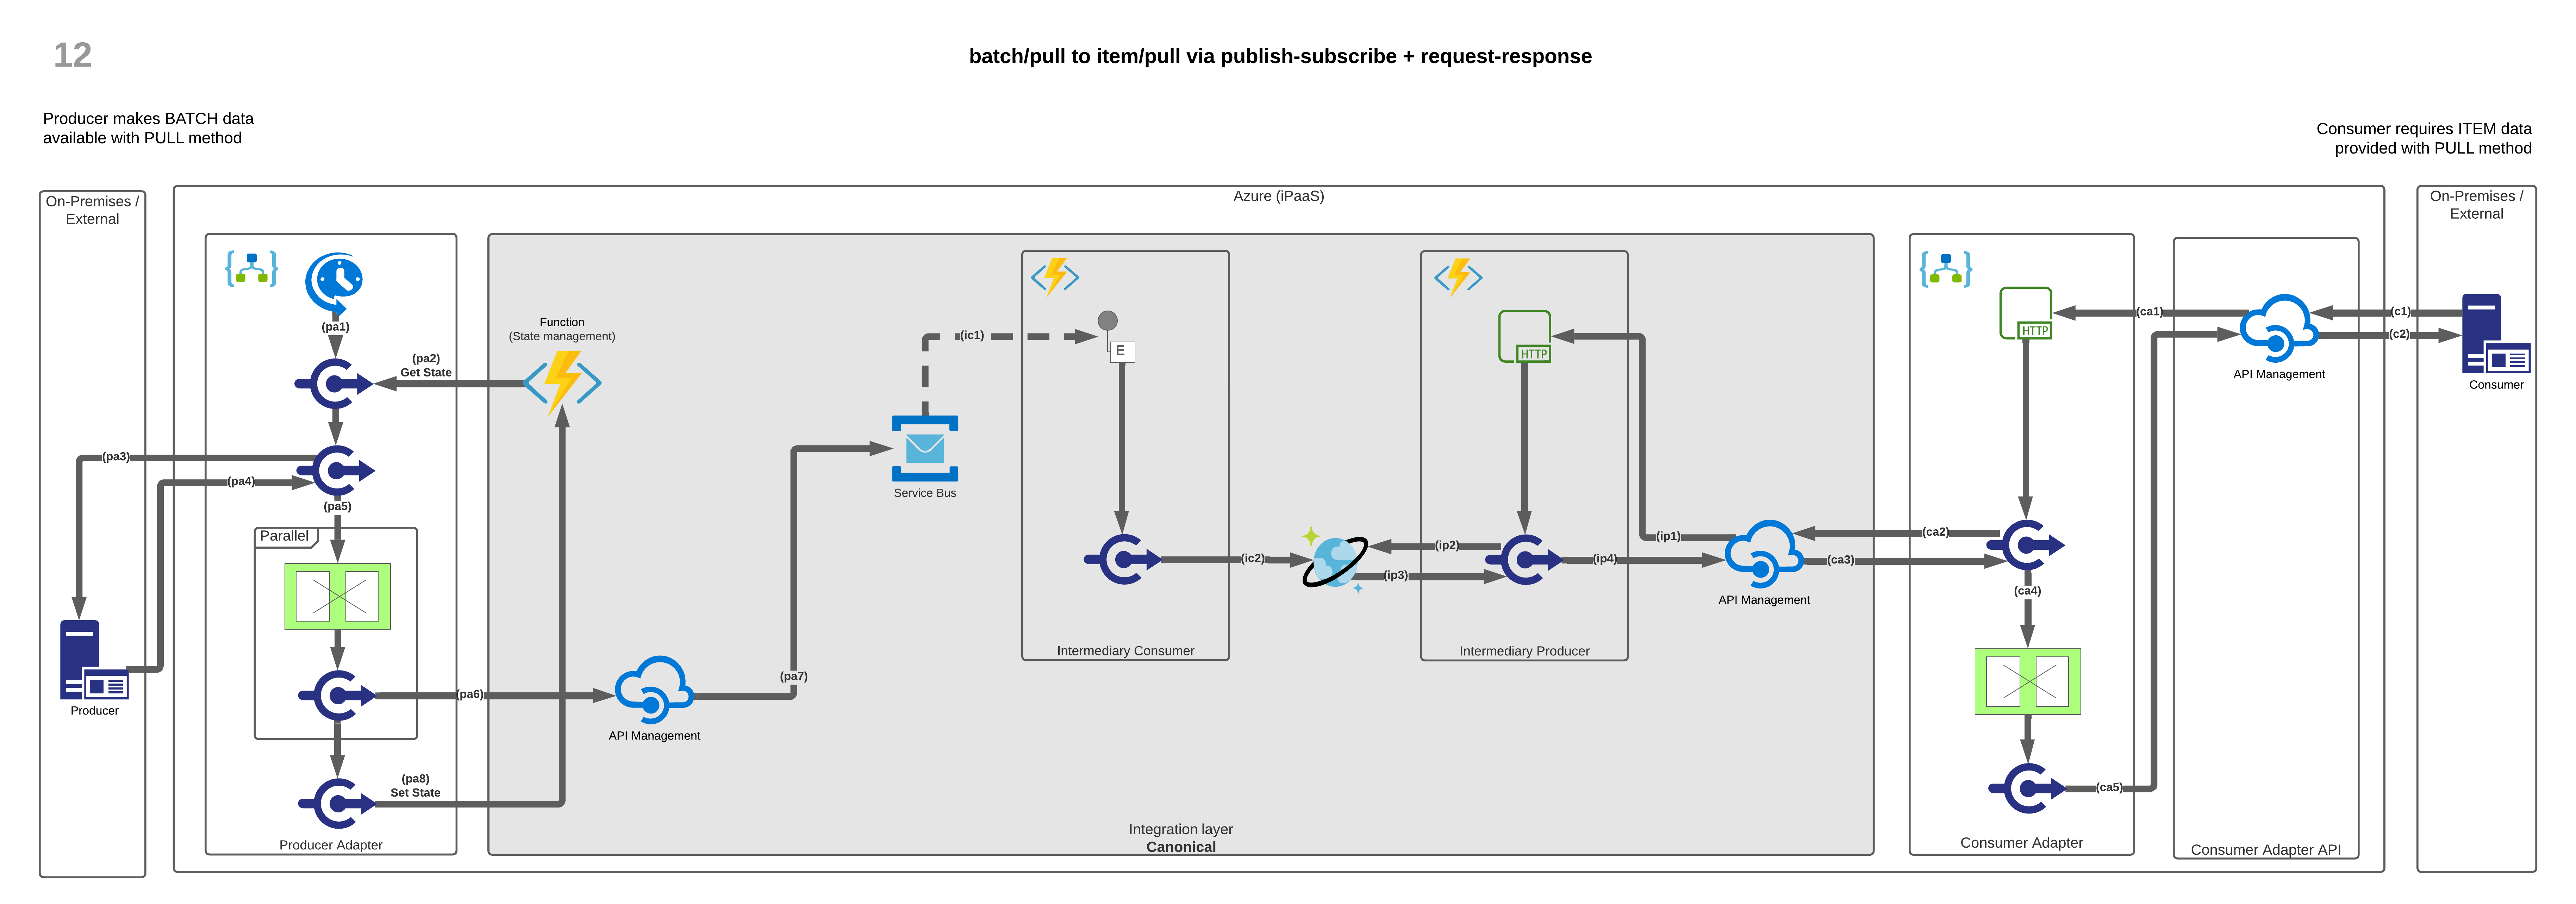 12
batch/pull to item/pull via publish-subscribe + request-response
Producer makes BATCH data
available with PULL method
Consumer requires ITEM data
provided with PULL method
On-Premises /
External
Azure (iPaaS)
On-Premises /
External
(pa1)
(pa2)
Get State
Function
(State management)
(pa3)
(pa4)
(pa5)
Parallel
Producer
(pa6)
API Management
(pa7)
(pa8)
Set State
Producer Adapter
Service Bus
(ic1)
E
(ic2)
Intermediary Consumer
HTTP
(ip1)
(ip2)
(ip3)
(ip4)
Intermediary Producer
API Management
Integration layer
Canonical
HTTP
(ca1)
(ca2)
(ca3)
(ca4)
(ca5)
Consumer Adapter
API Management
Consumer Adapter API
(c1)
(c2)
Consumer